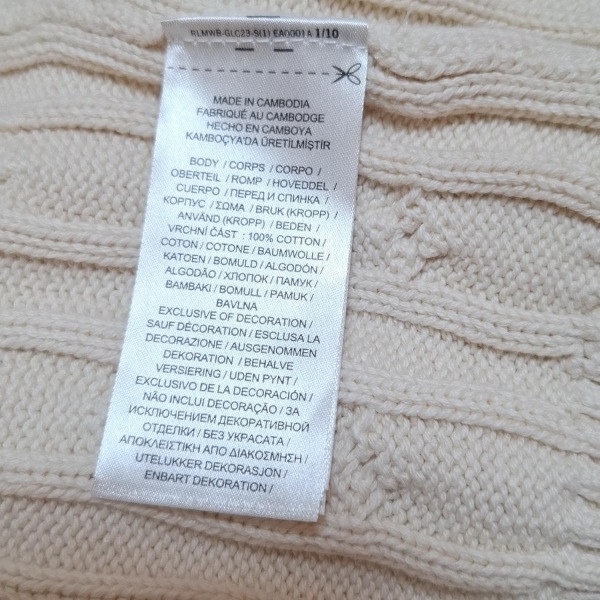 RLMWB-GLC23-S(1) EA0001A 1/10
MADE IN CAMBODIA
FABRIQUÉ AU CAMBODGE
HECHO EN CAMBOYA
KAMBOÇYA'DA ÜRETİLMİŞTİR
BODY / CORPS / CORPO /
OBERTEIL / ROMP / HOVEDDEL /
CUERPO / ПЕРЕД И СПИНКА /
КОРПУС / ΣΩΜΑ / BRUK (KROPP) /
ANVÄND (KROPP) / BEDEN /
VRCHNÍ ČÁST : 100% COTTON /
COTON / COTONE / BAUMWOLLE /
KATOEN / BOMULD / ALGODÓN /
ALGODÃO / ХЛОПОК / ПАМУК /
BAMBAKI / BOMULL / PAMUK /
BAVLNA
EXCLUSIVE OF DECORATION /
SAUF DÉCORATION / ESCLUSA LA
DECORAZIONE / AUSGENOMMEN
DEKORATION / BEHALVE
VERSIERING / UDEN PYNT /
EXCLUSIVO DE LA DECORACIÓN /
NÃO INCLUI DECORAÇÃO / ЗА
ИСКЛЮЧЕНИЕМ ДЕКОРАТИВНОЙ
ОТДЕЛКИ / БЕЗ УКРАСАТА /
ΑΠΟΚΛΕΙΣΤΙΚΗ ΑΠΟ ΔΙΑΚΟΣΜΗΣΗ /
UTELUKKER DEKORASJON /
ENBART DEKORATION /